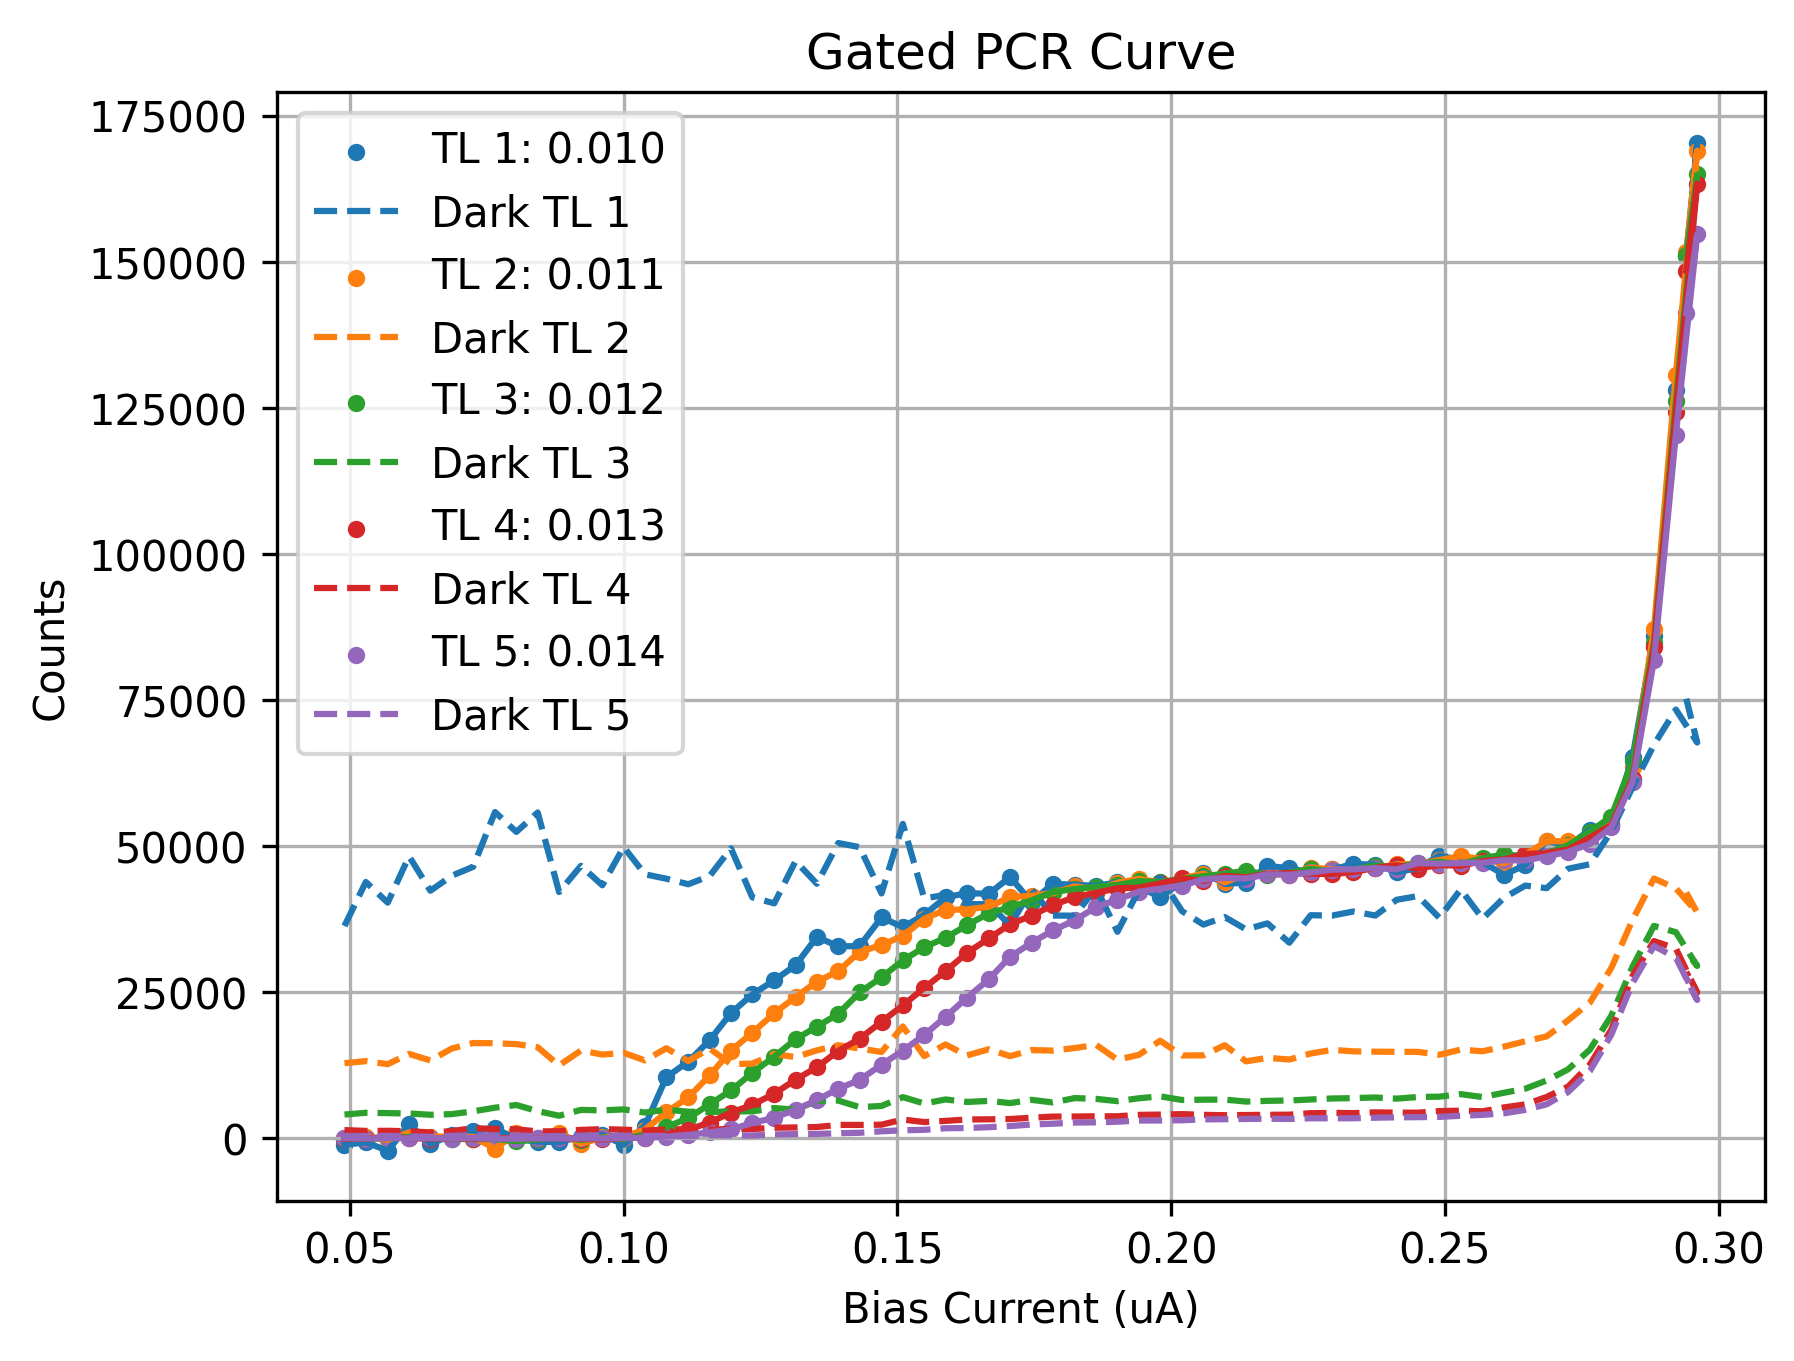 Gated PCR Curve
175000
150000
125000
100000
75000
50000
25000
0
Counts
TL 1: 0.010
Dark TL 1
TL 2: 0.011
Dark TL 2
TL 3: 0.012
Dark TL 3
TL 4: 0.013
Dark TL 4
TL 5: 0.014
Dark TL 5
0.05 0.10 0.15 0.20 0.25 0.30
Bias Current (uA)